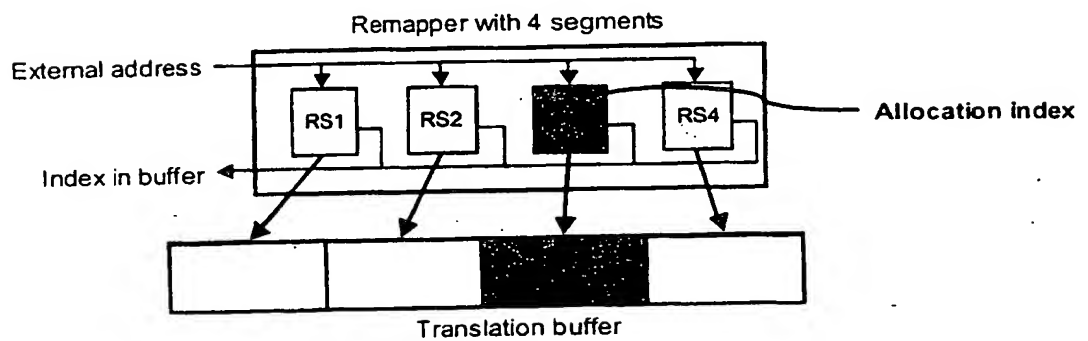 Remapper with 4 segments
External address
RS1
RS2
RS4
Allocation index
Index in buffer
Translation buffer